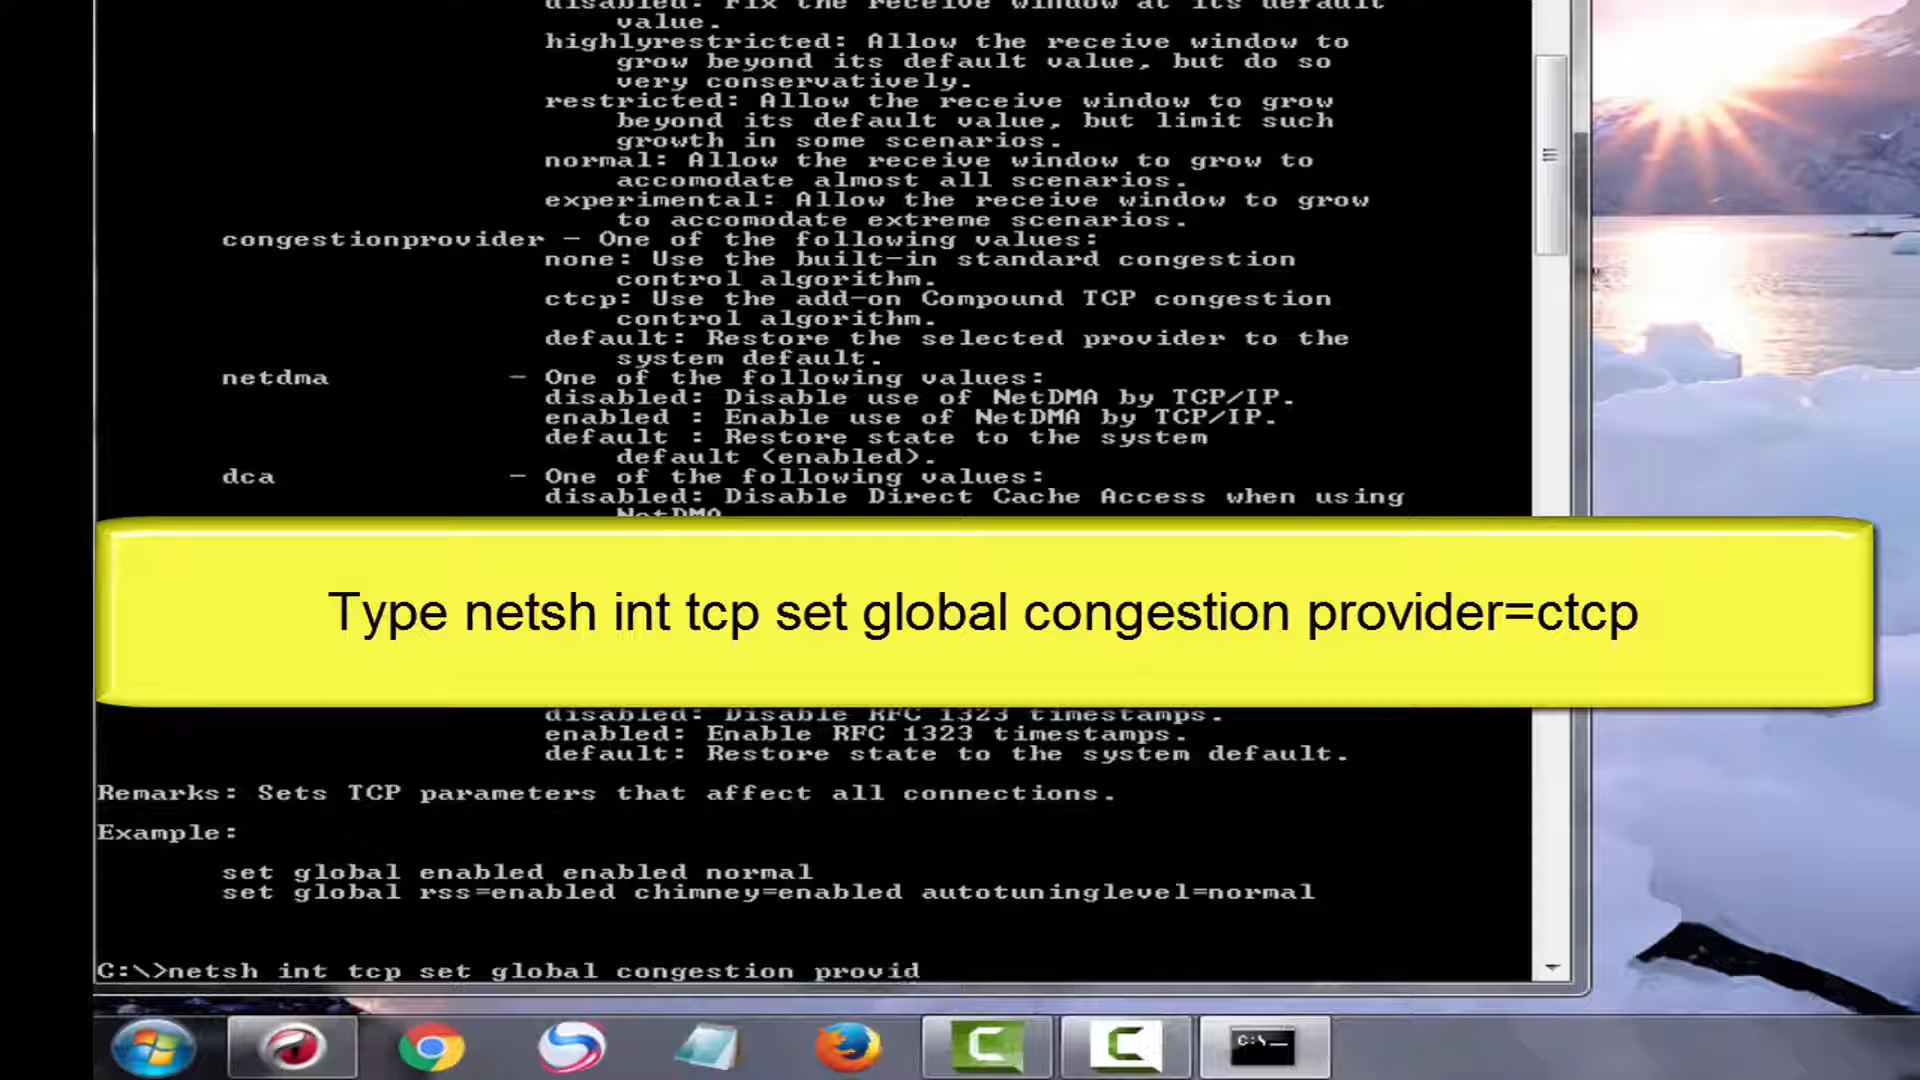 disabled: Fix the receive window at its default
value.
highlyrestricted: Allow the receive window to
grow beyond its default value, but do so
very conservatively.
restricted: Allow the receive window to grow
beyond its default value, but limit such
growth in some scenarios.
normal: Allow the receive window to grow to
accomodate almost all scenarios.
experimental: Allow the receive window to grow
to accomodate extreme scenarios.
congestionprovider - One of the following values:
none: Use the built-in standard congestion
control algorithm.
ctcp: Use the add-on Compound TCP congestion
control algorithm.
default: Restore the selected provider to the
system default.
netdma - One of the following values:
disabled: Disable use of NetDMA by TCP/IP.
enabled : Enable use of NetDMA by TCP/IP.
default : Restore state to the system
default (enabled).
dca - One of the following values:
disabled: Disable Direct Cache Access when using
NetDMA
Type netsh int tcp set global congestion provider=ctcp
disabled: Disable RFC 1323 timestamps.
enabled: Enable RFC 1323 timestamps.
default: Restore state to the system default.
Remarks: Sets TCP parameters that affect all connections.
Example:
set global enabled enabled normal
set global rss=enabled chimney=enabled autotuninglevel=normal
C:\>netsh int tcp set global congestion provid
C:\